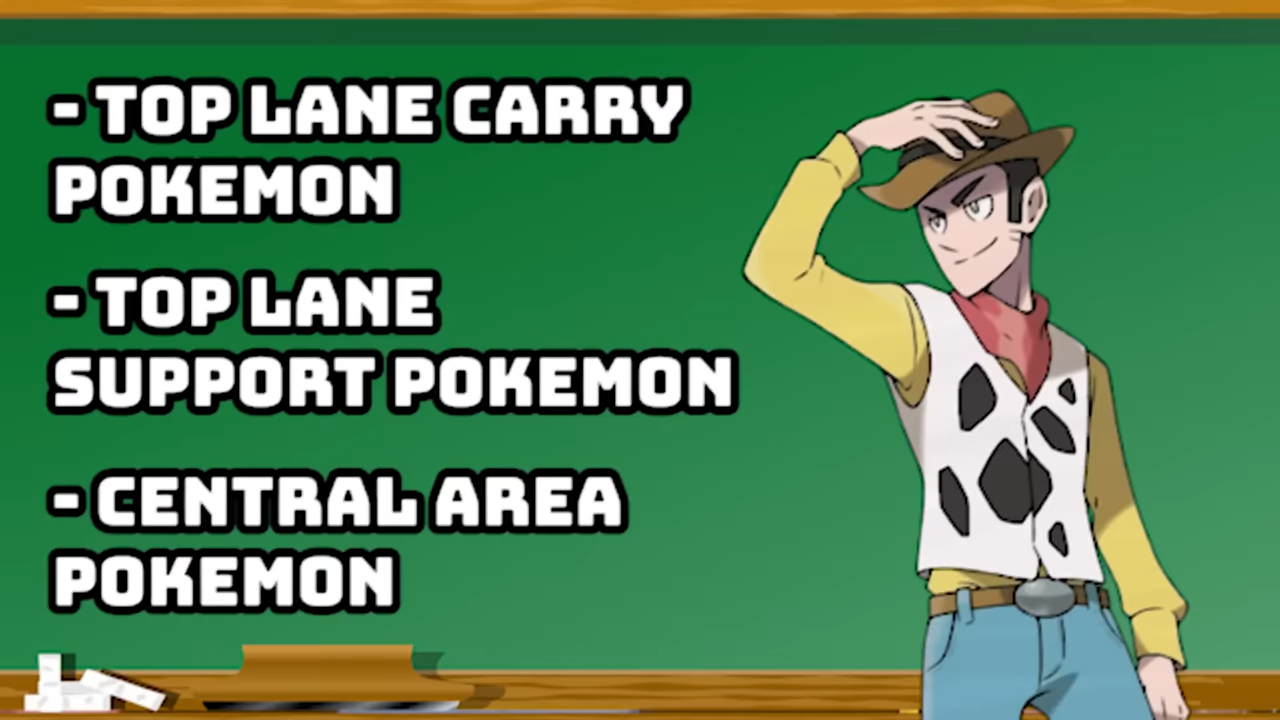 - TOP LANE CARRY
POKEMON
- TOP LANE
SUPPORT POKEMON
- CENTRAL AREA
POKEMON